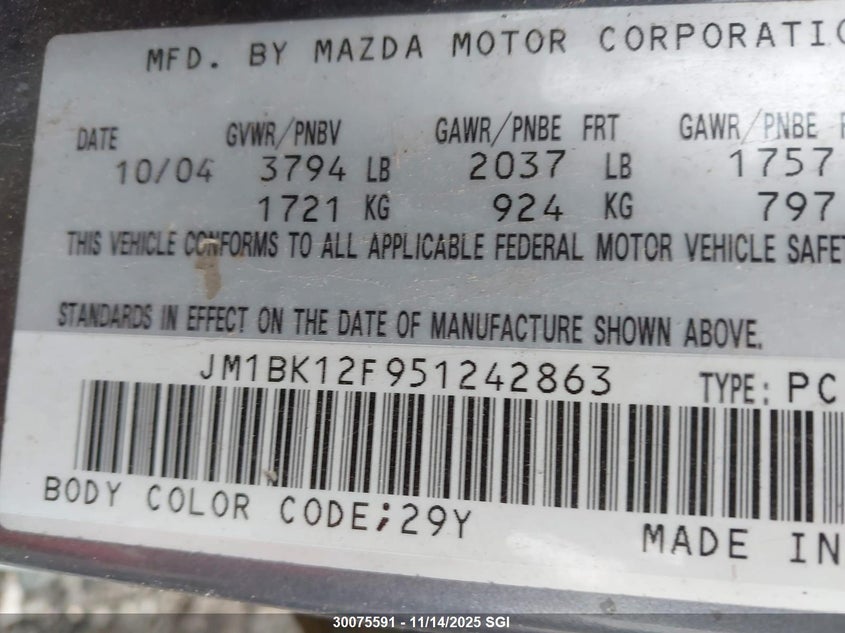 MFD. BY MAZDA MOTOR CORPORATIO
DATE GVWR/PNBV GAWR/PNBE FRT GAWR/PNBE
10/04 3794 LB 2037 LB 1757
1721 KG 924 KG 797
THIS VEHICLE CONFORMS TO ALL APPLICABLE FEDERAL MOTOR VEHICLE SAFET
STANDARDS IN EFFECT ON THE DATE OF MANUFACTURE SHOWN ABOVE.
JM1BK12F951242863 TYPE: PC
BODY COLOR CODE;29Y
MADE IN
30075591 - 11/14/2025 SGI